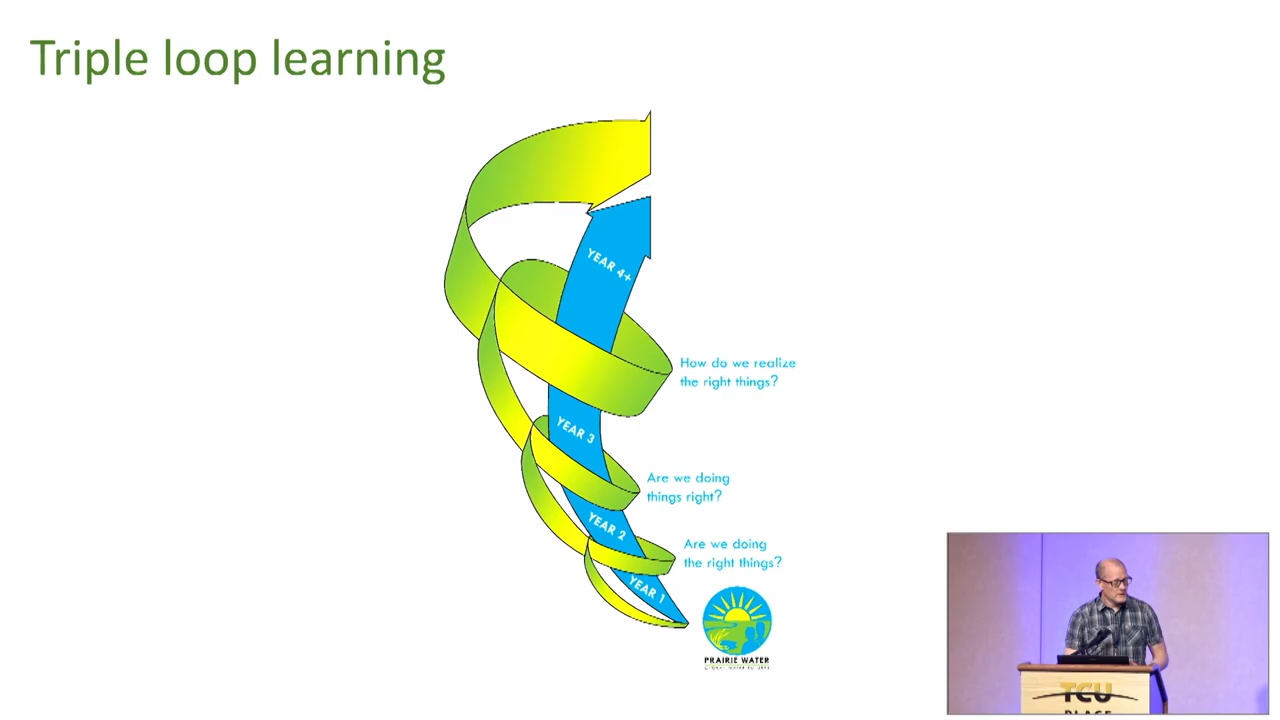 Triple loop learning
YEAR 4+
How do we realize
the right things?
YEAR 3
Are we doing
things right?
YEAR 2
Are we doing
the right things?
YEAR 1
PRAIRIE WATER
TCU
PLACE